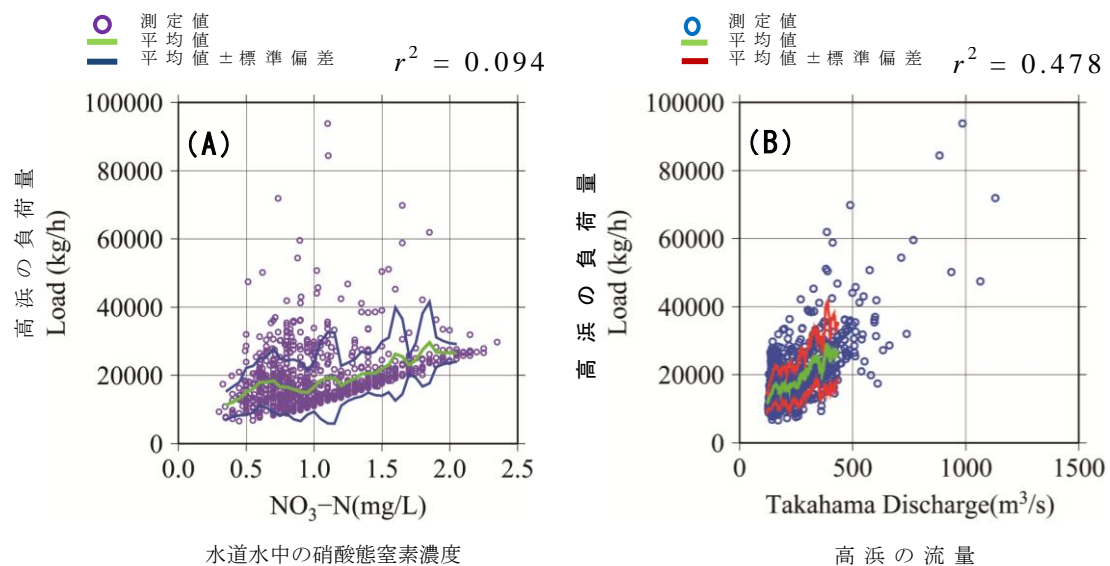 測定値
平均値
平均値±標準偏差
r² = 0.094
測定値
平均値
平均値±標準偏差
r² = 0.478
高浜の負荷量
Load (kg/h)
100000
80000
60000
40000
20000
0
(A)
0.0 0.5 1.0 1.5 2.0 2.5
NO₃−N(mg/L)
水道水中の硝酸態窒素濃度
高浜の負荷量
Load (kg/h)
100000
80000
60000
40000
20000
0
(B)
0 500 1000 1500
Takahama Discharge(m³/s)
高浜の流量